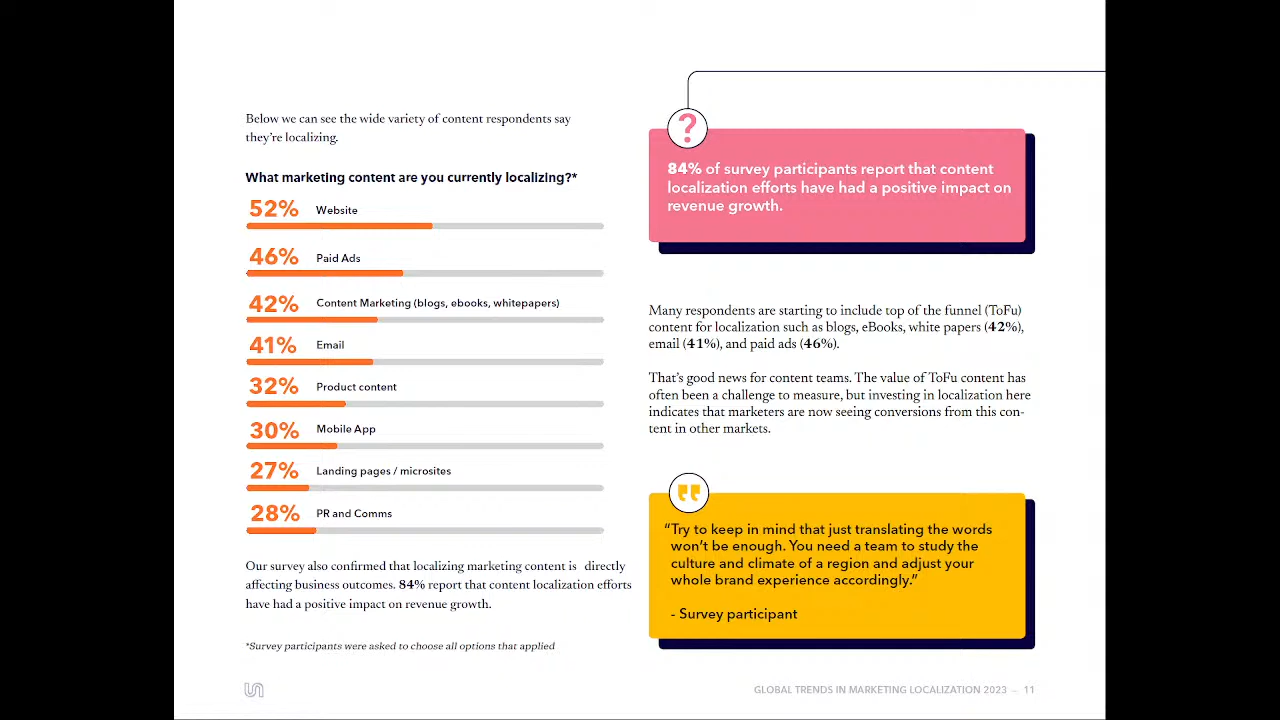 Below we can see the wide variety of content respondents say
they're localizing.
What marketing content are you currently localizing?*
52% Website
46% Paid Ads
42% Content Marketing (blogs, ebooks, whitepapers)
41% Email
32% Product content
30% Mobile App
27% Landing pages / microsites
28% PR and Comms
Our survey also confirmed that localizing marketing content is directly
affecting business outcomes. 84% report that content localization efforts
have had a positive impact on revenue growth.
*Survey participants were asked to choose all options that applied
?
84% of survey participants report that content
localization efforts have had a positive impact on
revenue growth.
Many respondents are starting to include top of the funnel (ToFu)
content for localization such as blogs, eBooks, white papers (42%),
email (41%), and paid ads (46%).
That's good news for content teams. The value of ToFu content has
often been a challenge to measure, but investing in localization here
indicates that marketers are now seeing conversions from this con-
tent in other markets.
"Try to keep in mind that just translating the words
won't be enough. You need a team to study the
culture and climate of a region and adjust your
whole brand experience accordingly."
- Survey participant
GLOBAL TRENDS IN MARKETING LOCALIZATION 2023 – 11